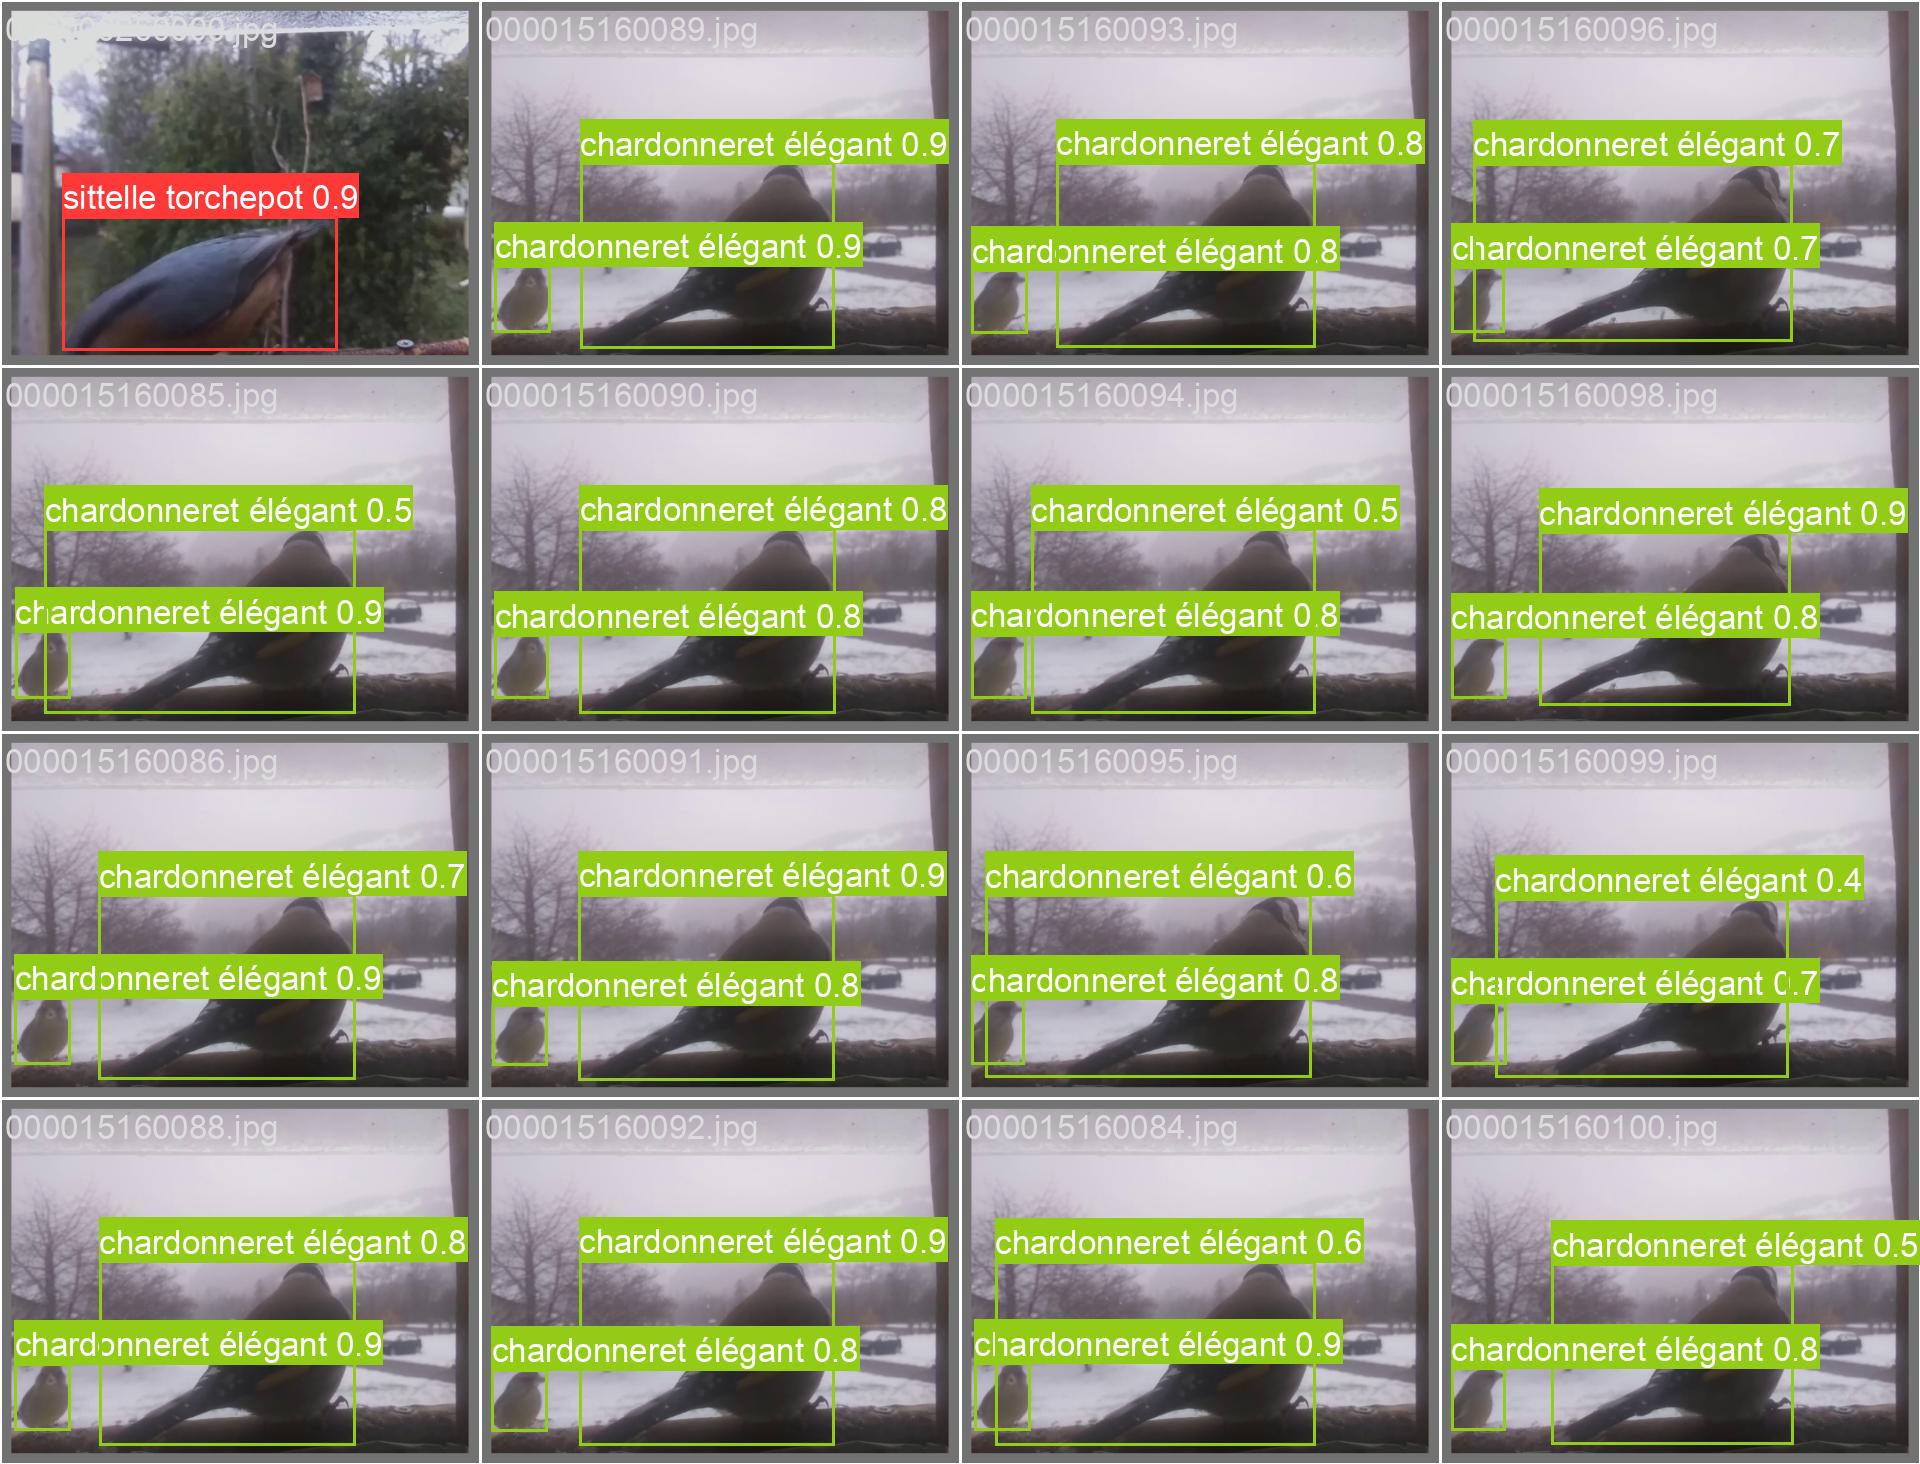 sittelle torchepot 0.9
000015160089.jpg
chardonneret élégant 0.9
chardonneret élégant 0.9
000015160093.jpg
chardonneret élégant 0.8
chardonneret élégant 0.8
000015160096.jpg
chardonneret élégant 0.7
chardonneret élégant 0.7
000015160085.jpg
chardonneret élégant 0.5
chardonneret élégant 0.9
000015160090.jpg
chardonneret élégant 0.8
chardonneret élégant 0.8
000015160094.jpg
chardonneret élégant 0.5
chardonneret élégant 0.8
000015160098.jpg
chardonneret élégant 0.9
chardonneret élégant 0.8
000015160086.jpg
chardonneret élégant 0.7
chardonneret élégant 0.9
000015160091.jpg
chardonneret élégant 0.9
chardonneret élégant 0.8
000015160095.jpg
chardonneret élégant 0.6
chardonneret élégant 0.8
000015160099.jpg
chardonneret élégant 0.4
chardonneret élégant 0.7
000015160088.jpg
chardonneret élégant 0.8
chardonneret élégant 0.9
000015160092.jpg
chardonneret élégant 0.9
chardonneret élégant 0.8
000015160084.jpg
chardonneret élégant 0.6
chardonneret élégant 0.9
000015160100.jpg
chardonneret élégant 0.5
chardonneret élégant 0.8